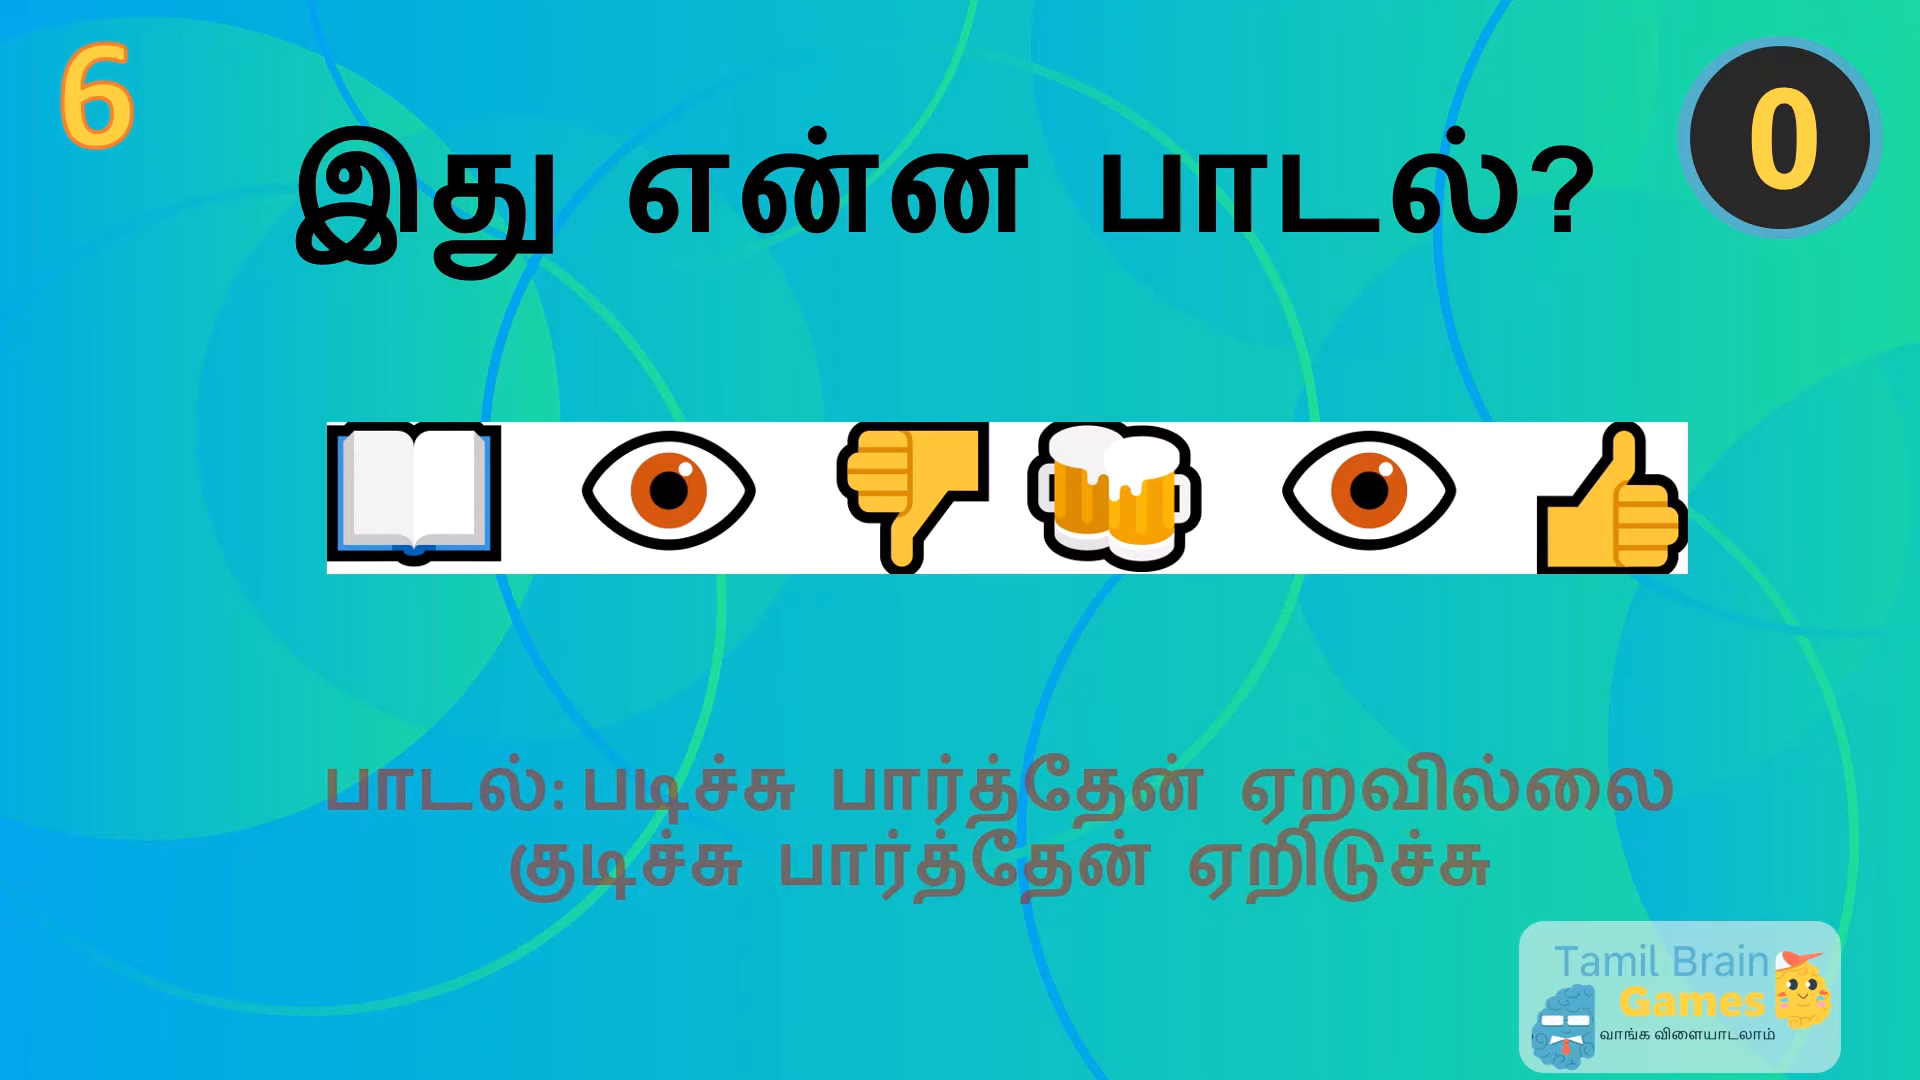 6
இது என்ன பாடல்?
0
பாடல்: படிச்சு பார்த்தேன் ஏறவில்லை
குடிச்சு பார்த்தேன் ஏறிடுச்சு
Tamil Brain
Games
வாங்க விளையாடலாம்